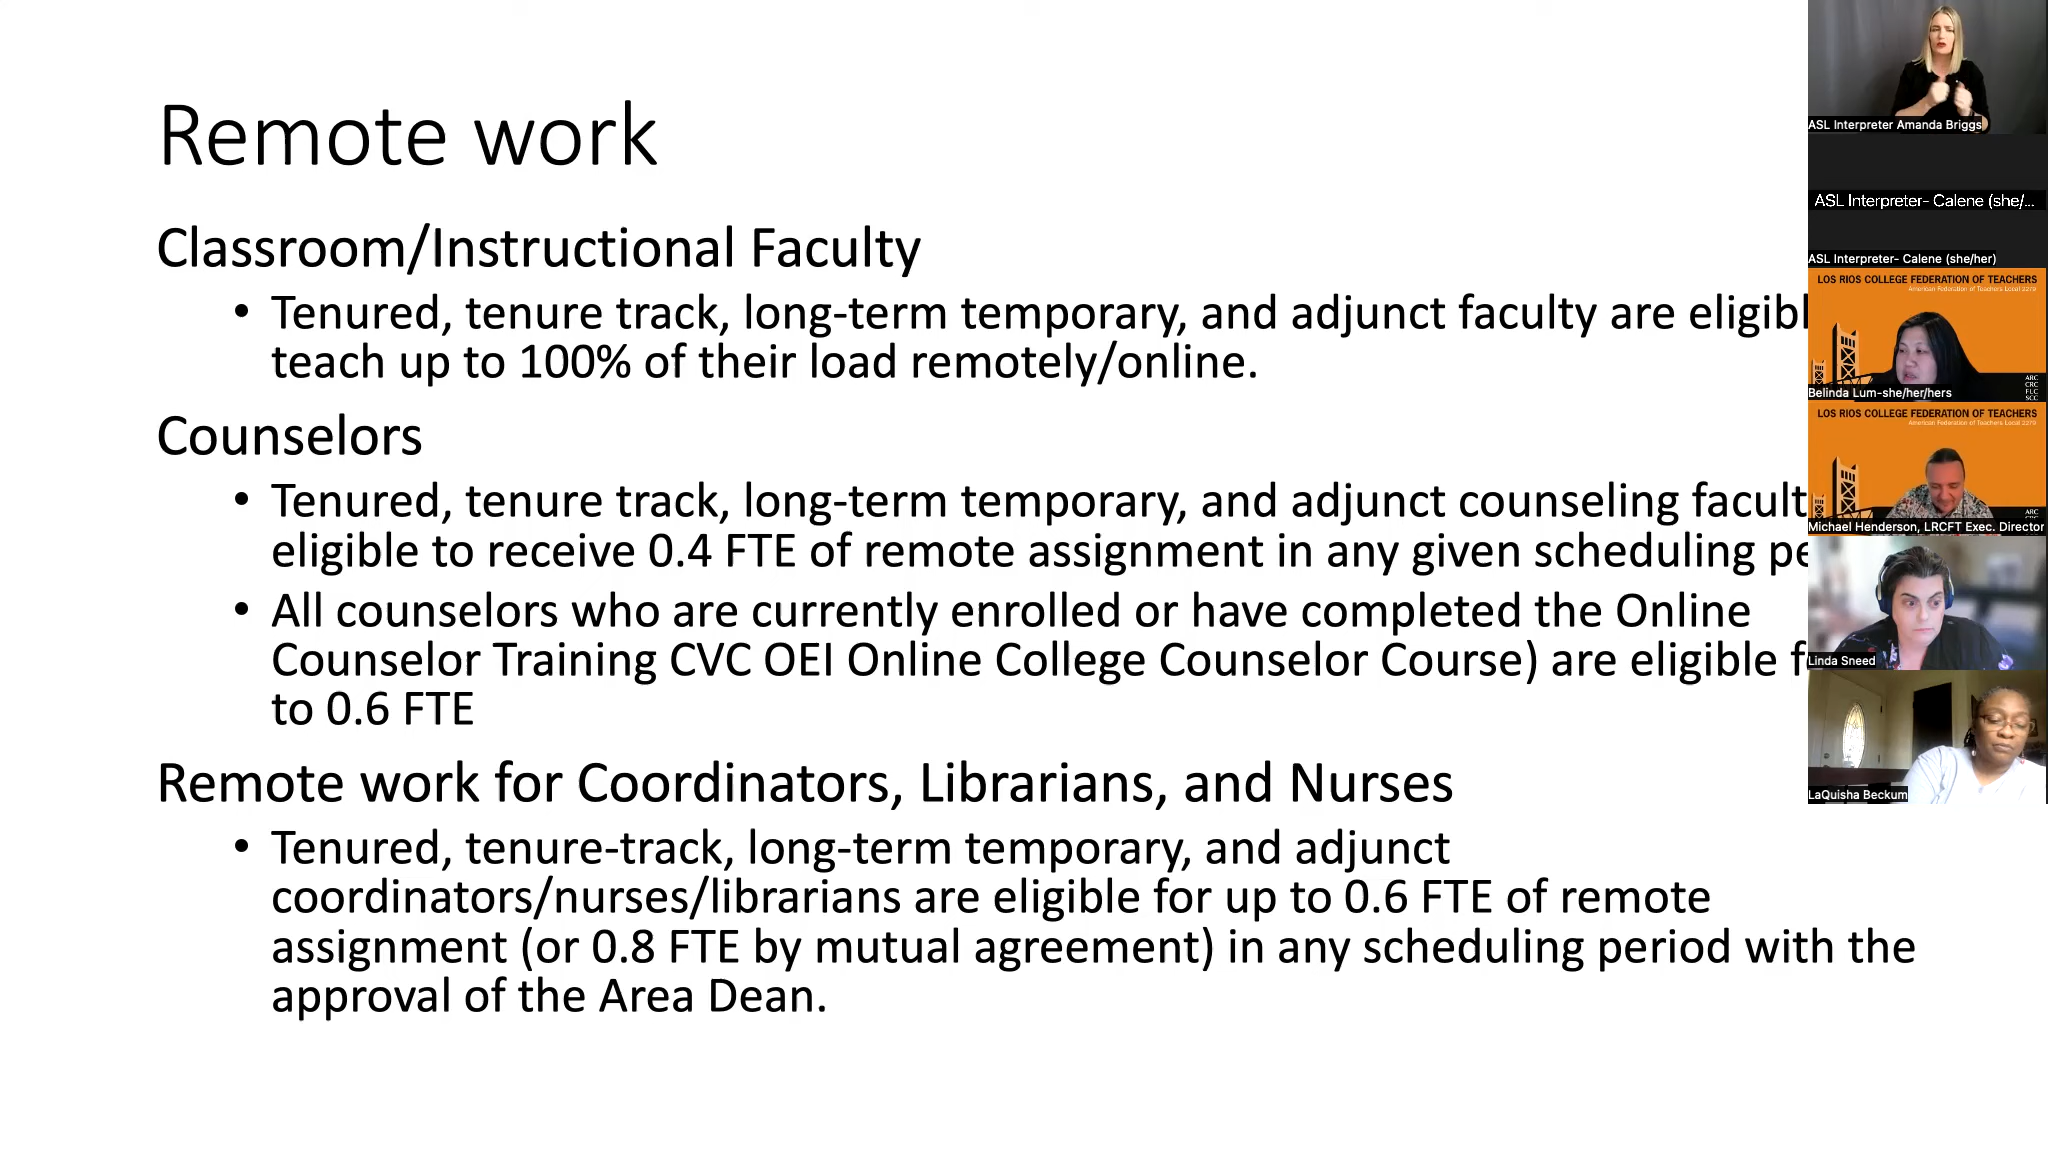 Remote work
Classroom/Instructional Faculty
• Tenured, tenure track, long-term temporary, and adjunct faculty are
teach up to 100% of their load remotely/online.
Counselors
• Tenured, tenure track, long-term temporary, and adjunct counseling
eligible to receive 0.4 FTE of remote assignment in any given scheduling
• All counselors who are currently enrolled or have completed the Online
Counselor Training CVC OEI Online College Counselor Course) are eligible
to 0.6 FTE
Remote work for Coordinators, Librarians, and Nurses
• Tenured, tenure-track, long-term temporary, and adjunct
coordinators/nurses/librarians are eligible for up to 0.6 FTE of remote
assignment (or 0.8 FTE by mutual agreement) in any scheduling period with the
approval of the Area Dean.
ASL Interpreter Amanda Briggs
ASL Interpreter- Calene (she/...
ASL Interpreter- Calene (she/her)
LOS RIOS COLLEGE FEDERATION OF TEACHERS
American Federation of Teachers Local 2279
ARC
CRC
FLC
SCC
Belinda Lum-she/her/hers
LOS RIOS COLLEGE FEDERATION OF TEACHERS
American Federation of Teachers Local 2279
ARC
Michael Henderson, LRCFT Exec. Director
Linda Sneed
LaQuisha Beckum